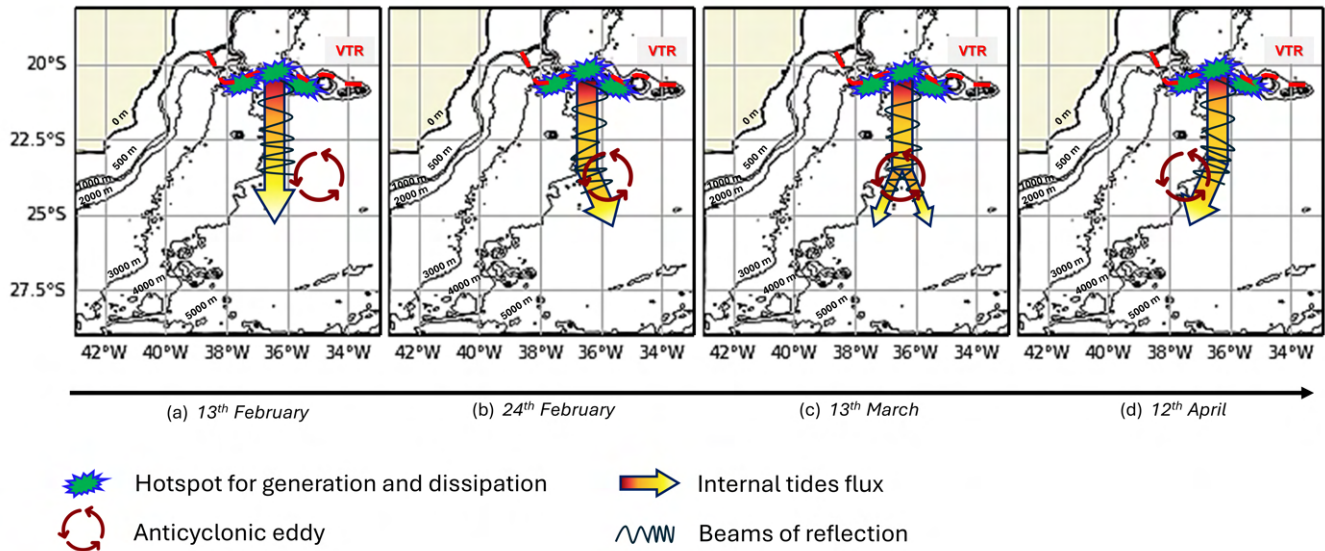 VTR VTR VTR VTR
20°S
22.5°S
25°S
27.5°S
0 m 500 m 1000 m 2000 m 3000 m 4000 m 5000 m
0 m 500 m 1000 m 2000 m 3000 m 4000 m 5000 m
0 m 500 m 1000 m 2000 m 3000 m 4000 m 5000 m
0 m 500 m 1000 m 2000 m 3000 m 4000 m 5000 m
42°W 40°W 38°W 36°W 34°W 42°W 40°W 38°W 36°W 34°W 42°W 40°W 38°W 36°W 34°W 42°W 40°W 38°W 36°W 34°W
(a) 13th February (b) 24th February (c) 13th March (d) 12th April
Hotspot for generation and dissipation Internal tides flux
Anticyclonic eddy Beams of reflection